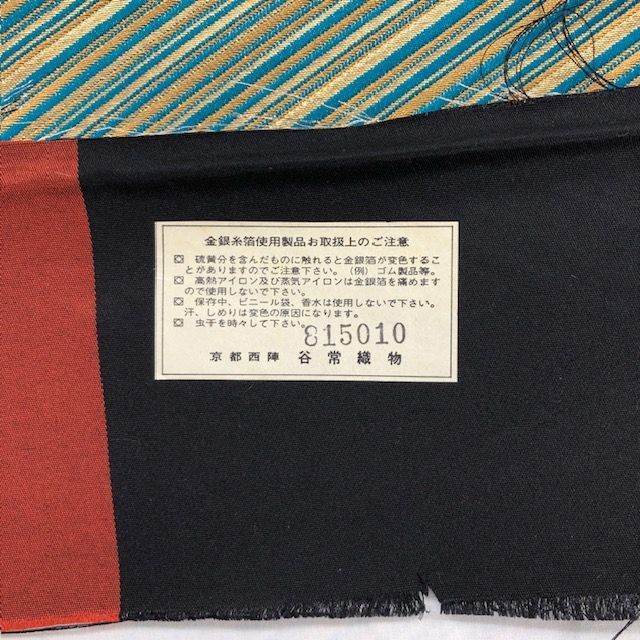 金銀糸箔使用製品お取扱上のご注意
硫黄分を含んだものに触れると金銀箔が変色するこ
とがありますのでご注意下さい。(例)ゴム製品等。
高熱アイロン及び蒸気アイロンは金銀箔を痛めます
ので使用しないで下さい。
保存中、ビニール袋、香水は使用しないで下さい。
汗、しめりは変色の原因になります。
虫干を時々して下さい。
815010
京都西陣 谷常織物